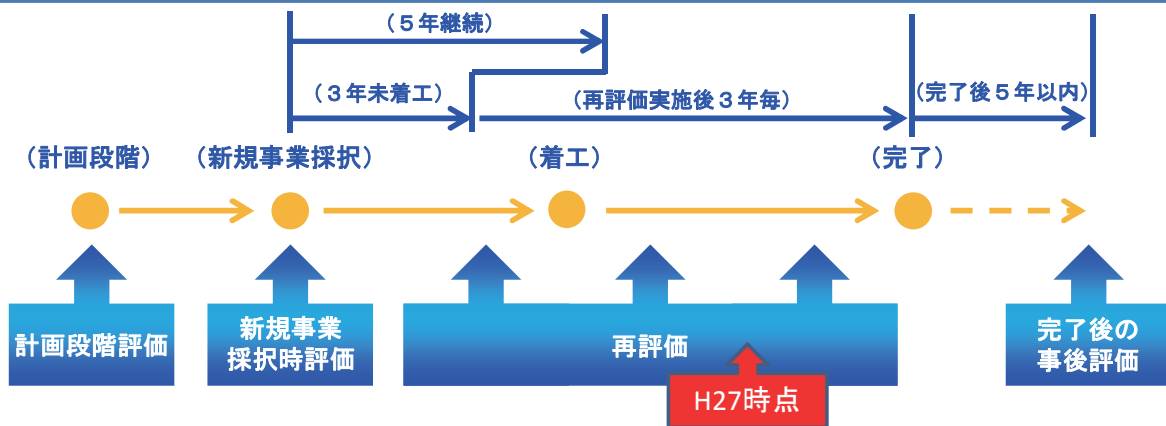 （５年継続）
（３年未着工）
（再評価実施後３年毎）
（完了後５年以内）
（計画段階）
（新規事業採択）
（着工）
（完了）
計画段階評価
新規事業
採択時評価
再評価
完了後の
事後評価
H27時点